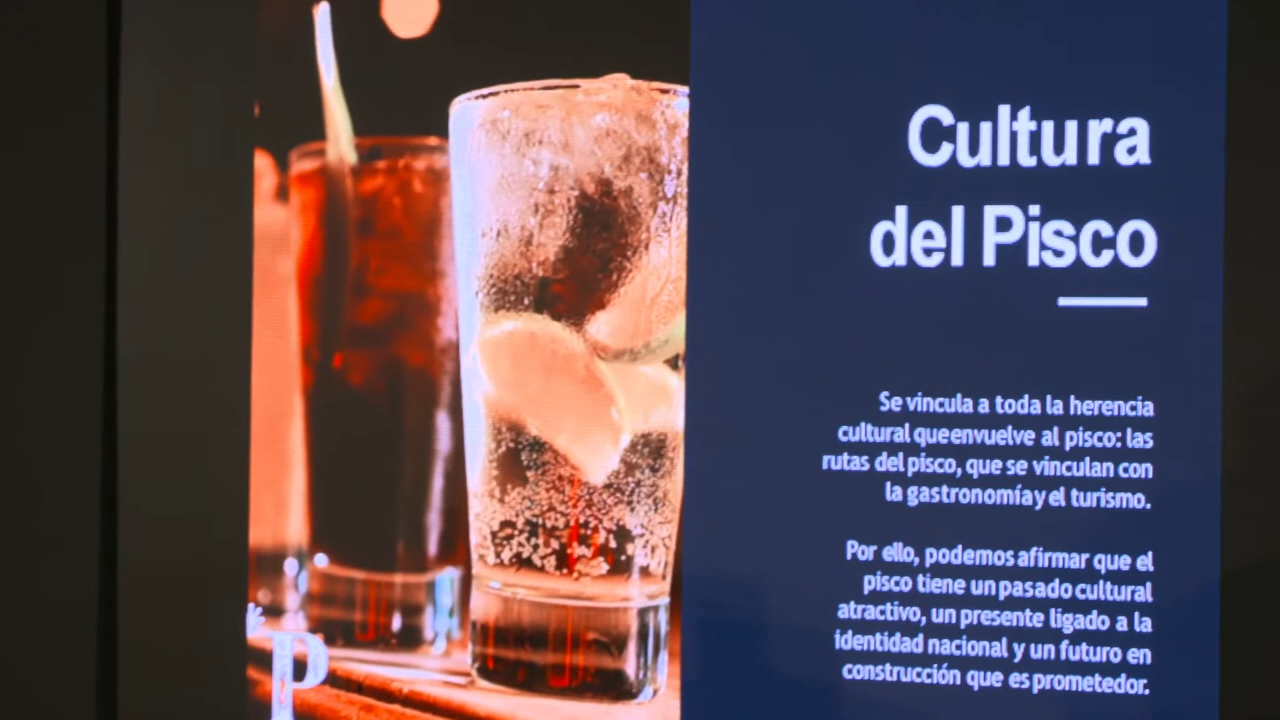 Cultura
del Pisco
Se vincula a toda la herencia
cultural que envuelve al pisco: las
rutas del pisco, que se vinculan con
la gastronomía y el turismo.
Por ello, podemos afirmar que el
pisco tiene un pasado cultural
atractivo, un presente ligado a la
identidad nacional y un futuro en
construcción que es prometedor.
P